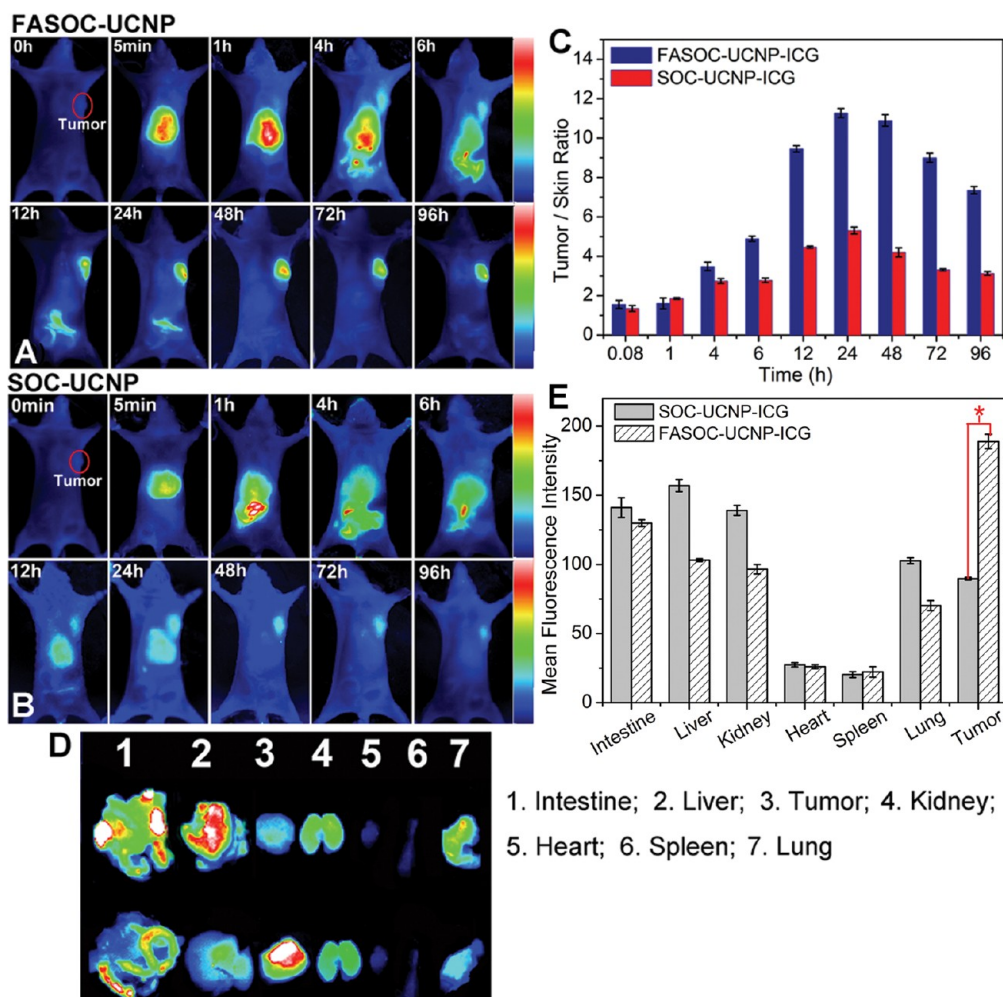 FASOC-UCNP
0h 5min 1h 4h 6h
Tumor
12h 24h 48h 72h 96h
A
SOC-UCNP
0min 5min 1h 4h 6h
Tumor
12h 24h 48h 72h 96h
B
C
FASOC-UCNP-ICG
SOC-UCNP-ICG
Tumor / Skin Ratio
14
12
10
8
6
4
2
0
0.08 1 4 6 12 24 48 72 96
Time (h)
E
SOC-UCNP-ICG
FASOC-UCNP-ICG
*
Mean Fluorescence Intensity
200
150
100
50
0
Intestine Liver Kidney Heart Spleen Lung Tumor
D
1 2 3 4 5 6 7
1. Intestine; 2. Liver; 3. Tumor; 4. Kidney;
5. Heart; 6. Spleen; 7. Lung